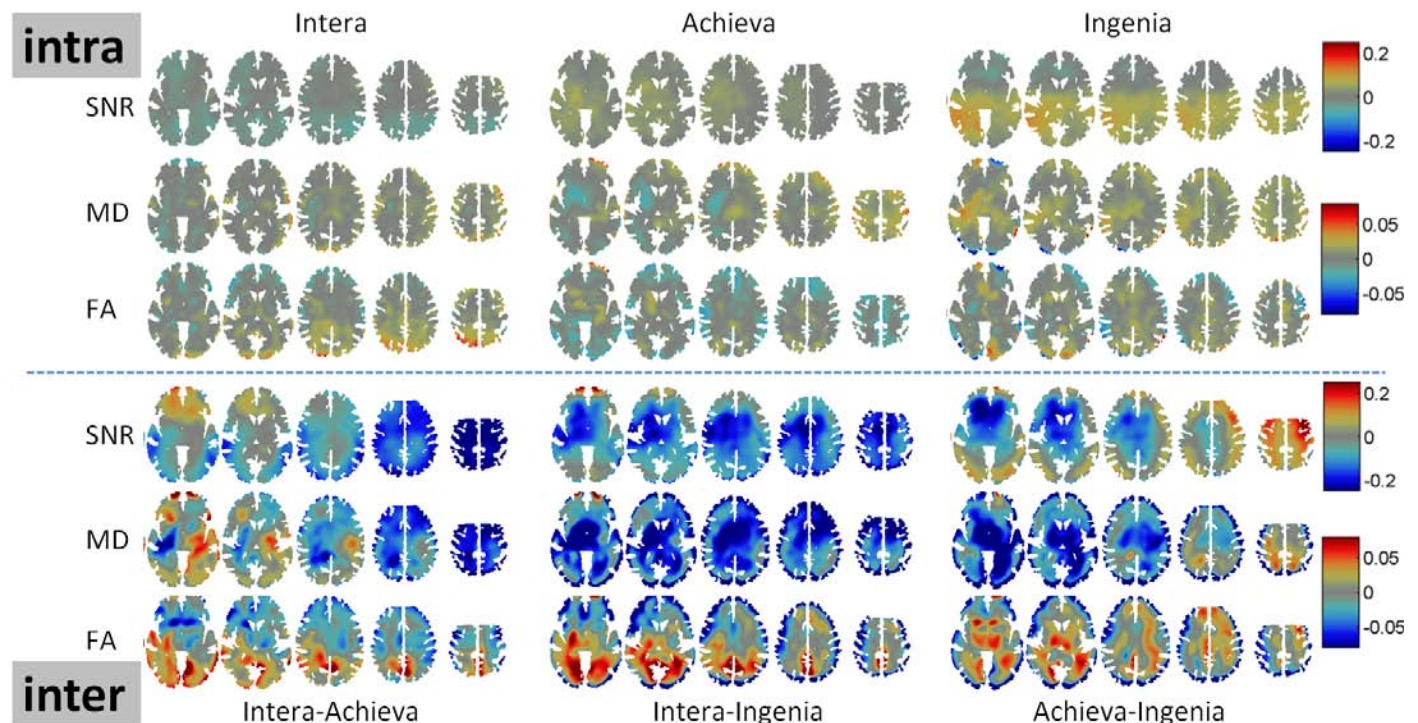 intra
Intera Achieva Ingenia
SNR
0.2
0
-0.2
MD
0.05
0
-0.05
FA
SNR
0.2
0
-0.2
MD
0.05
0
-0.05
FA
inter
Intera-Achieva Intera-Ingenia Achieva-Ingenia